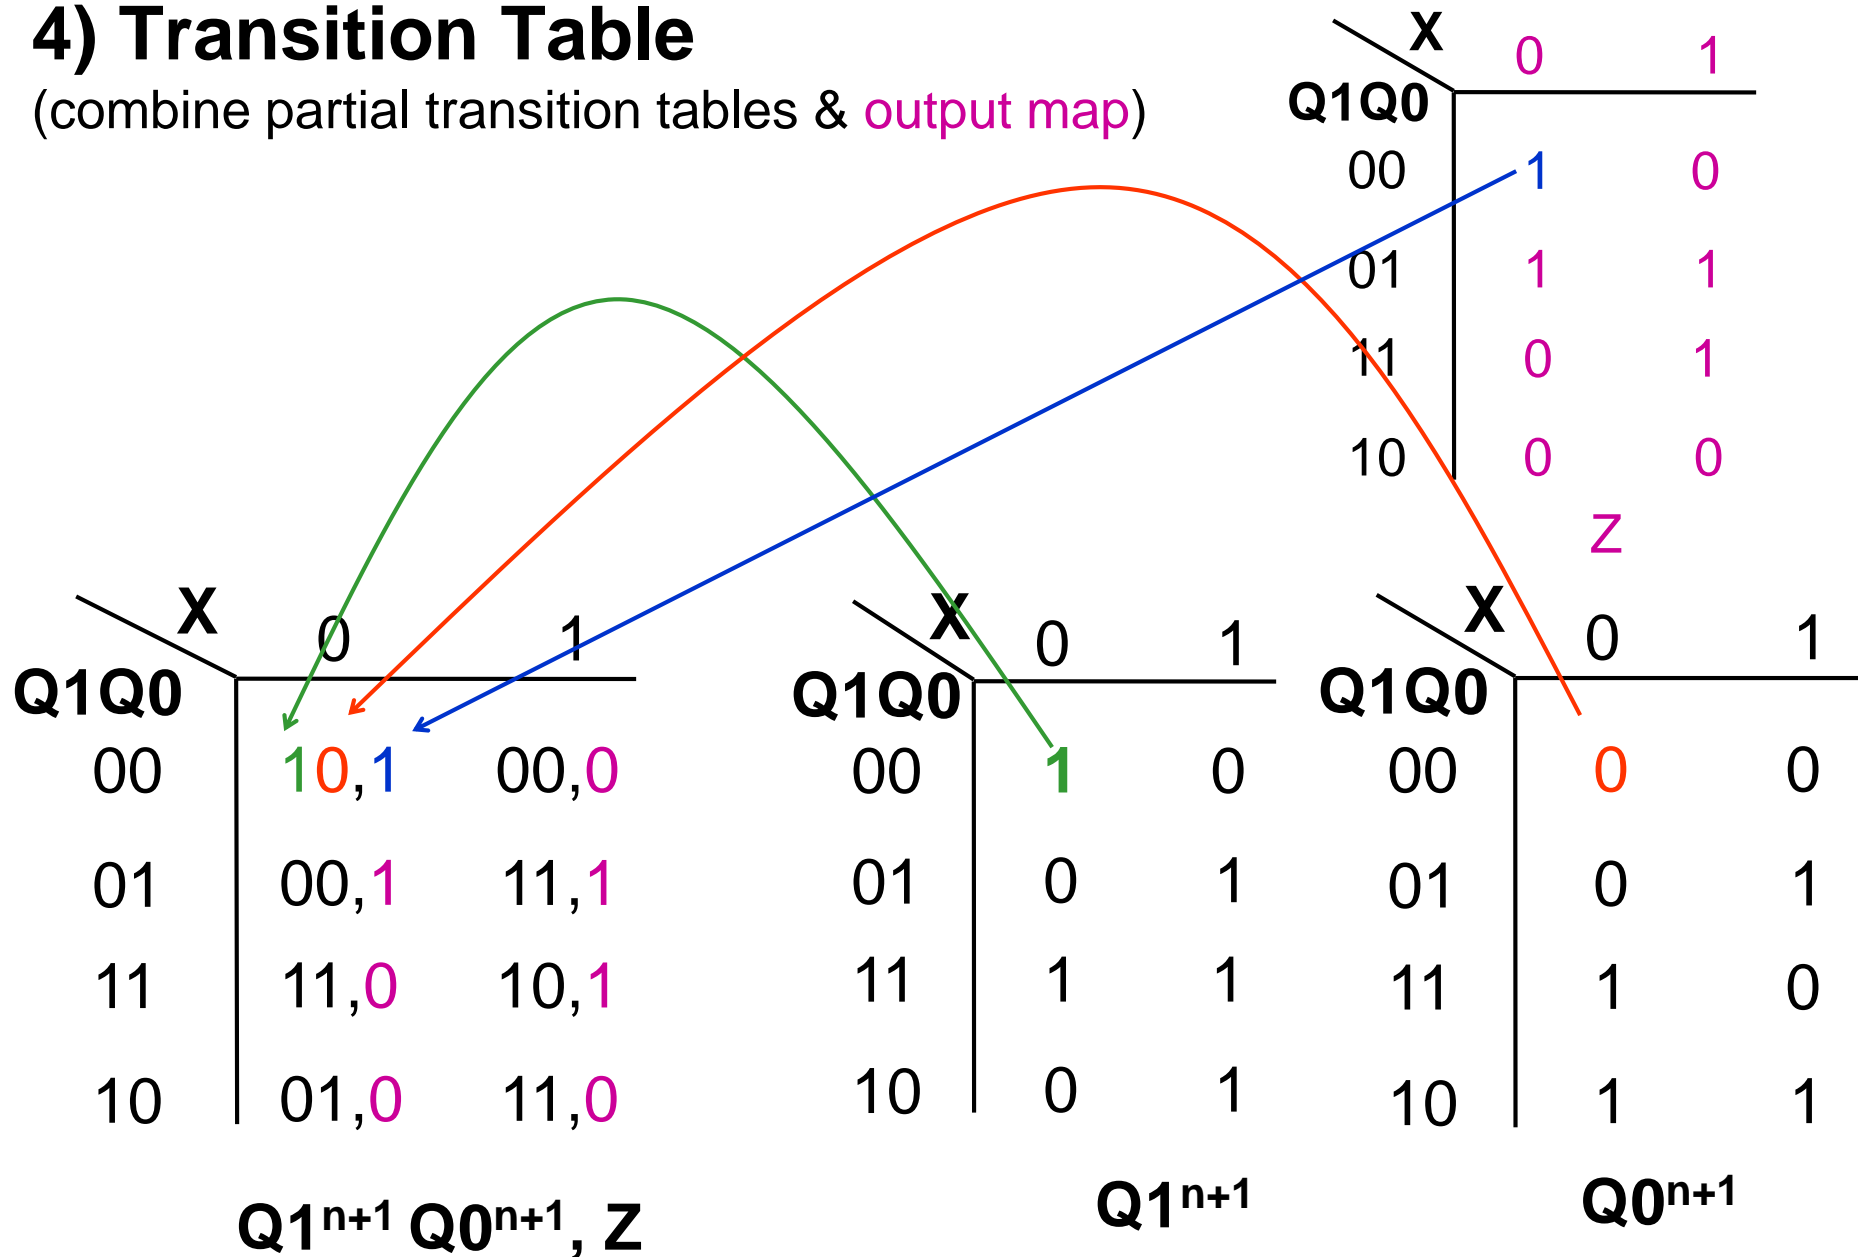 4) Transition Table
(combine partial transition tables & output map)
X 0 1
Q1Q0
00 1 0
01 1 1
11 0 1
10 0 0
Z
X 0 1
Q1Q0
00 10,1 00,0
01 00,1 11,1
11 11,0 10,1
10 01,0 11,0
Q1ⁿ⁺¹ Q0ⁿ⁺¹, Z
X 0 1
Q1Q0
00 1 0
01 0 1
11 1 1
10 0 1
Q1ⁿ⁺¹
X 0 1
Q1Q0
00 0 0
01 0 1
11 1 0
10 1 1
Q0ⁿ⁺¹